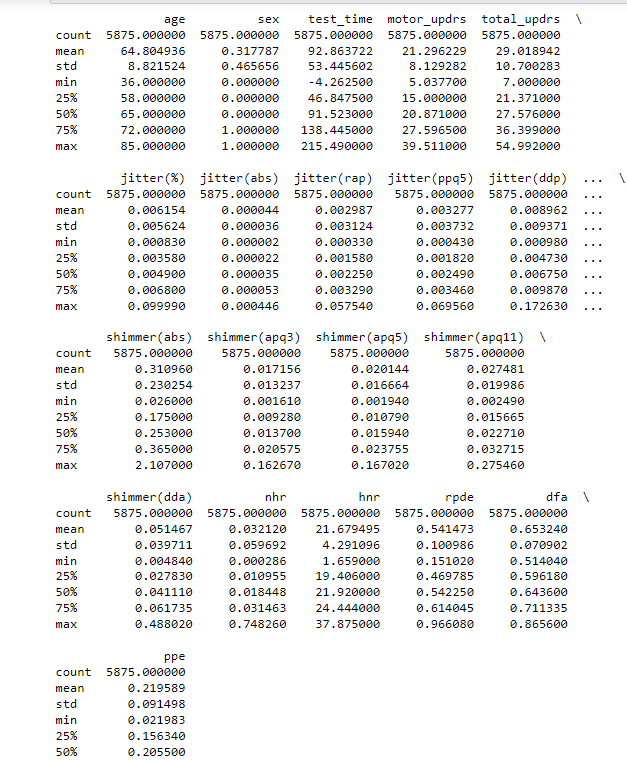 age sex test_time motor_updrs total_updrs \
count 5875.000000 5875.000000 5875.000000 5875.000000 5875.000000
mean 64.804936 0.317787 92.863722 21.296229 29.018942
std 8.821524 0.465656 53.445602 8.129282 10.700283
min 36.000000 0.000000 -4.262500 5.037700 7.000000
25% 58.000000 0.000000 46.847500 15.000000 21.371000
50% 65.000000 0.000000 91.523000 20.871000 27.576000
75% 72.000000 1.000000 138.445000 27.596500 36.399000
max 85.000000 1.000000 215.490000 39.511000 54.992000
jitter(%) jitter(abs) jitter(rap) jitter(ppq5) jitter(ddp) ... \
count 5875.000000 5875.000000 5875.000000 5875.000000 5875.000000 ...
mean 0.006154 0.000044 0.002987 0.003277 0.008962 ...
std 0.005624 0.000036 0.003124 0.003732 0.009371 ...
min 0.000830 0.000002 0.000330 0.000430 0.000980 ...
25% 0.003580 0.000022 0.001580 0.001820 0.004730 ...
50% 0.004900 0.000035 0.002250 0.002490 0.006750 ...
75% 0.006800 0.000053 0.003290 0.003460 0.009870 ...
max 0.099990 0.000446 0.057540 0.069560 0.172630 ...
shimmer(abs) shimmer(apq3) shimmer(apq5) shimmer(apq11) \
count 5875.000000 5875.000000 5875.000000 5875.000000
mean 0.310960 0.017156 0.020144 0.027481
std 0.230254 0.013237 0.016664 0.019986
min 0.026000 0.001610 0.001940 0.002490
25% 0.175000 0.009280 0.010790 0.015665
50% 0.253000 0.013700 0.015940 0.022710
75% 0.365000 0.020575 0.023755 0.032715
max 2.107000 0.162670 0.167020 0.275460
shimmer(dda) nhr hnr rpde dfa \
count 5875.000000 5875.000000 5875.000000 5875.000000 5875.000000
mean 0.051467 0.032120 21.679495 0.541473 0.653240
std 0.039711 0.059692 4.291096 0.100986 0.070902
min 0.004840 0.000286 1.659000 0.151020 0.514040
25% 0.027830 0.010955 19.406000 0.469785 0.596180
50% 0.041110 0.018448 21.920000 0.542250 0.643600
75% 0.061735 0.031463 24.444000 0.614045 0.711335
max 0.488020 0.748260 37.875000 0.966080 0.865600
ppe
count 5875.000000
mean 0.219589
std 0.091498
min 0.021983
25% 0.156340
50% 0.205500